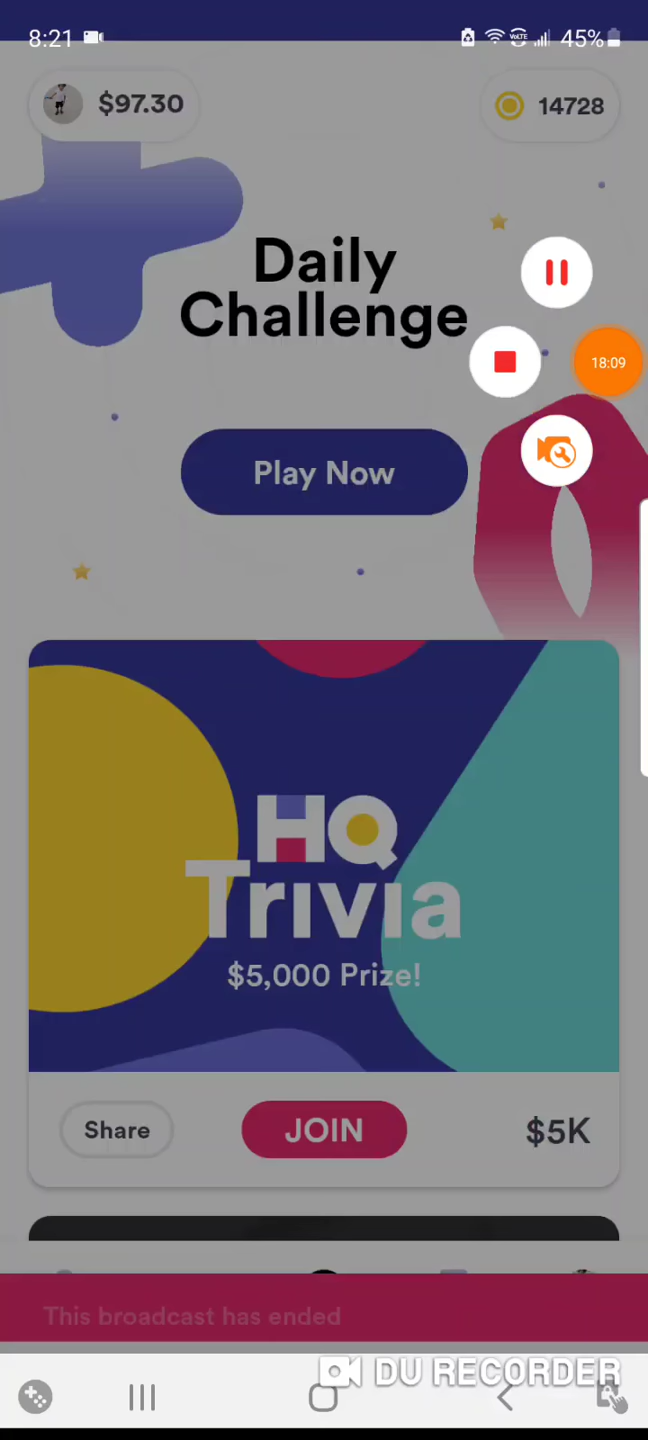 8:21
VoLTE
45%
$97.30
14728
Daily
Challenge
18:09
Play Now
HQ
Trivia
$5,000 Prize!
Share
JOIN
$5K
This broadcast has ended
DU RECORDER